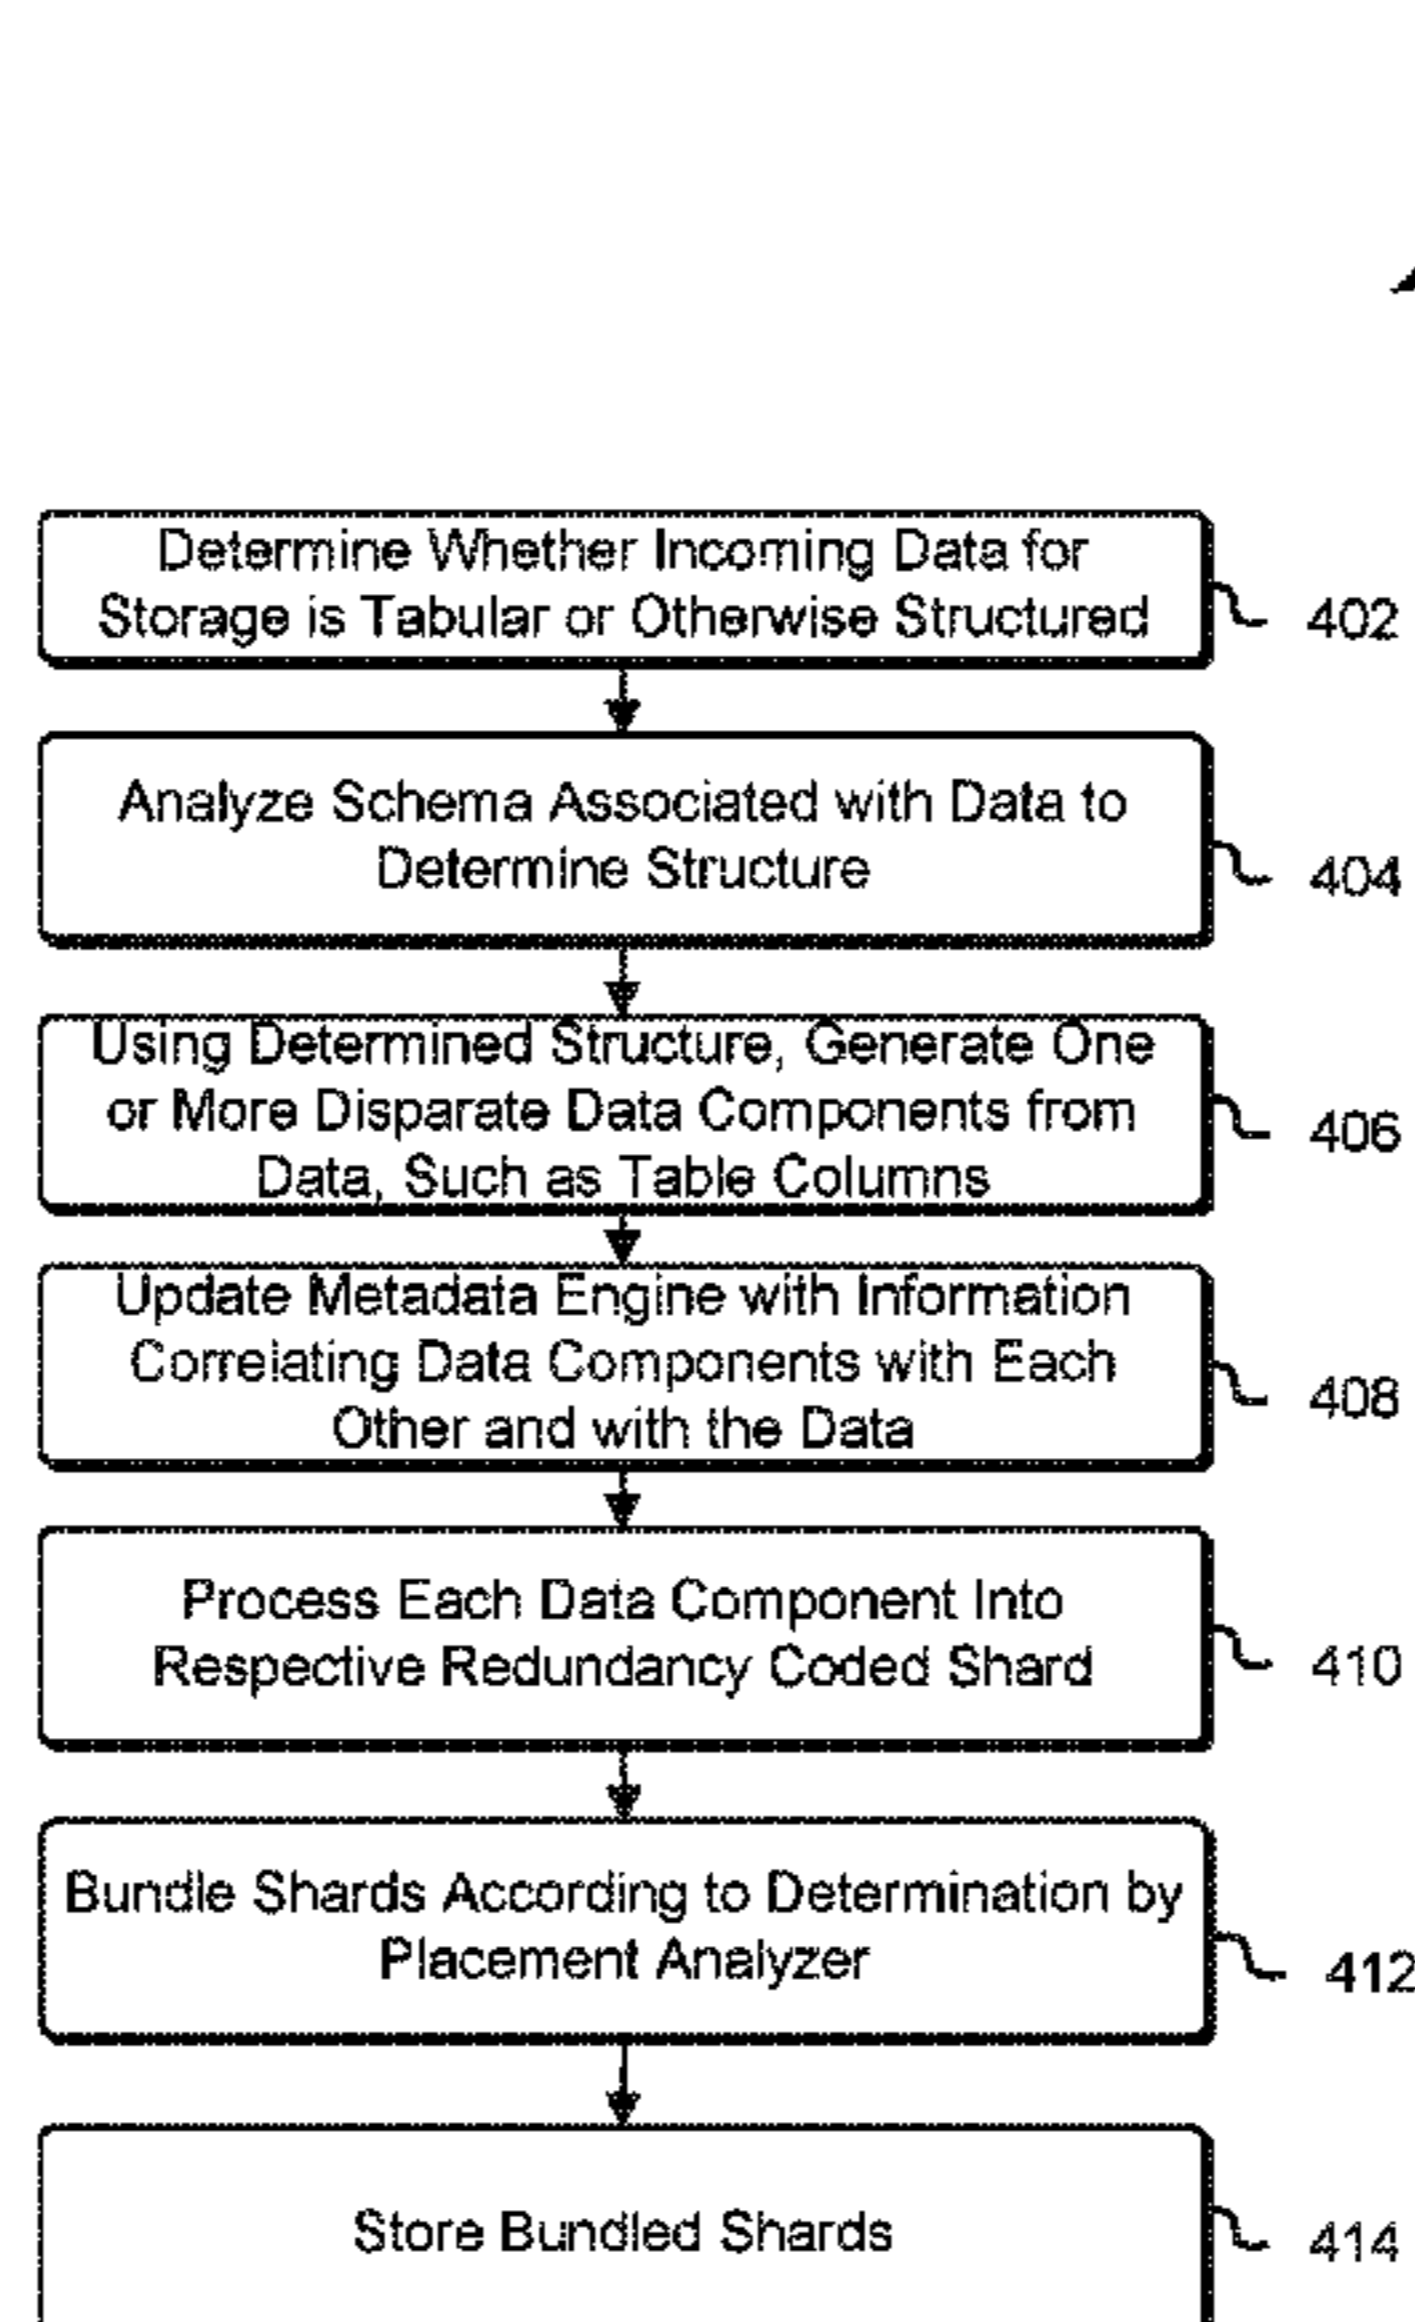 Determine Whether Incoming Data for
Storage is Tabular or Otherwise Structured
402
Analyze Schema Associated with Data to
Determine Structure
404
Using Determined Structure, Generate One
or More Disparate Data Components from
Data, Such as Table Columns
406
Update Metadata Engine with Information
Correlating Data Components with Each
Other and with the Data
408
Process Each Data Component Into
Respective Redundancy Coded Shard
410
Bundle Shards According to Determination by
Placement Analyzer
412
Store Bundled Shards
414